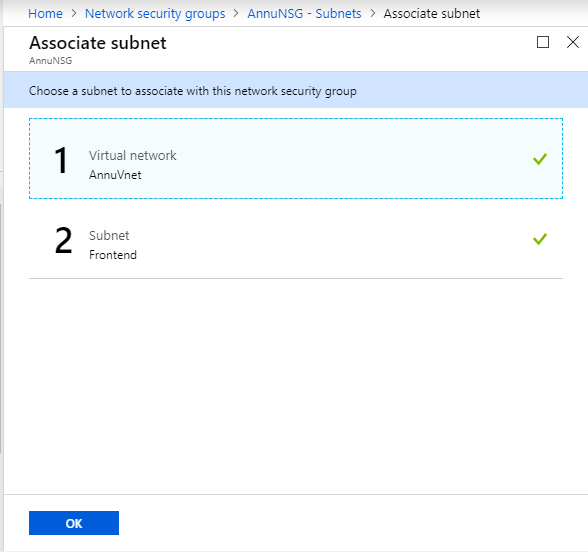 Home > Network security groups > AnnuNSG - Subnets > Associate subnet
Associate subnet
AnnuNSG
Choose a subnet to associate with this network security group
1 Virtual network
AnnuVnet
2 Subnet
Frontend
OK